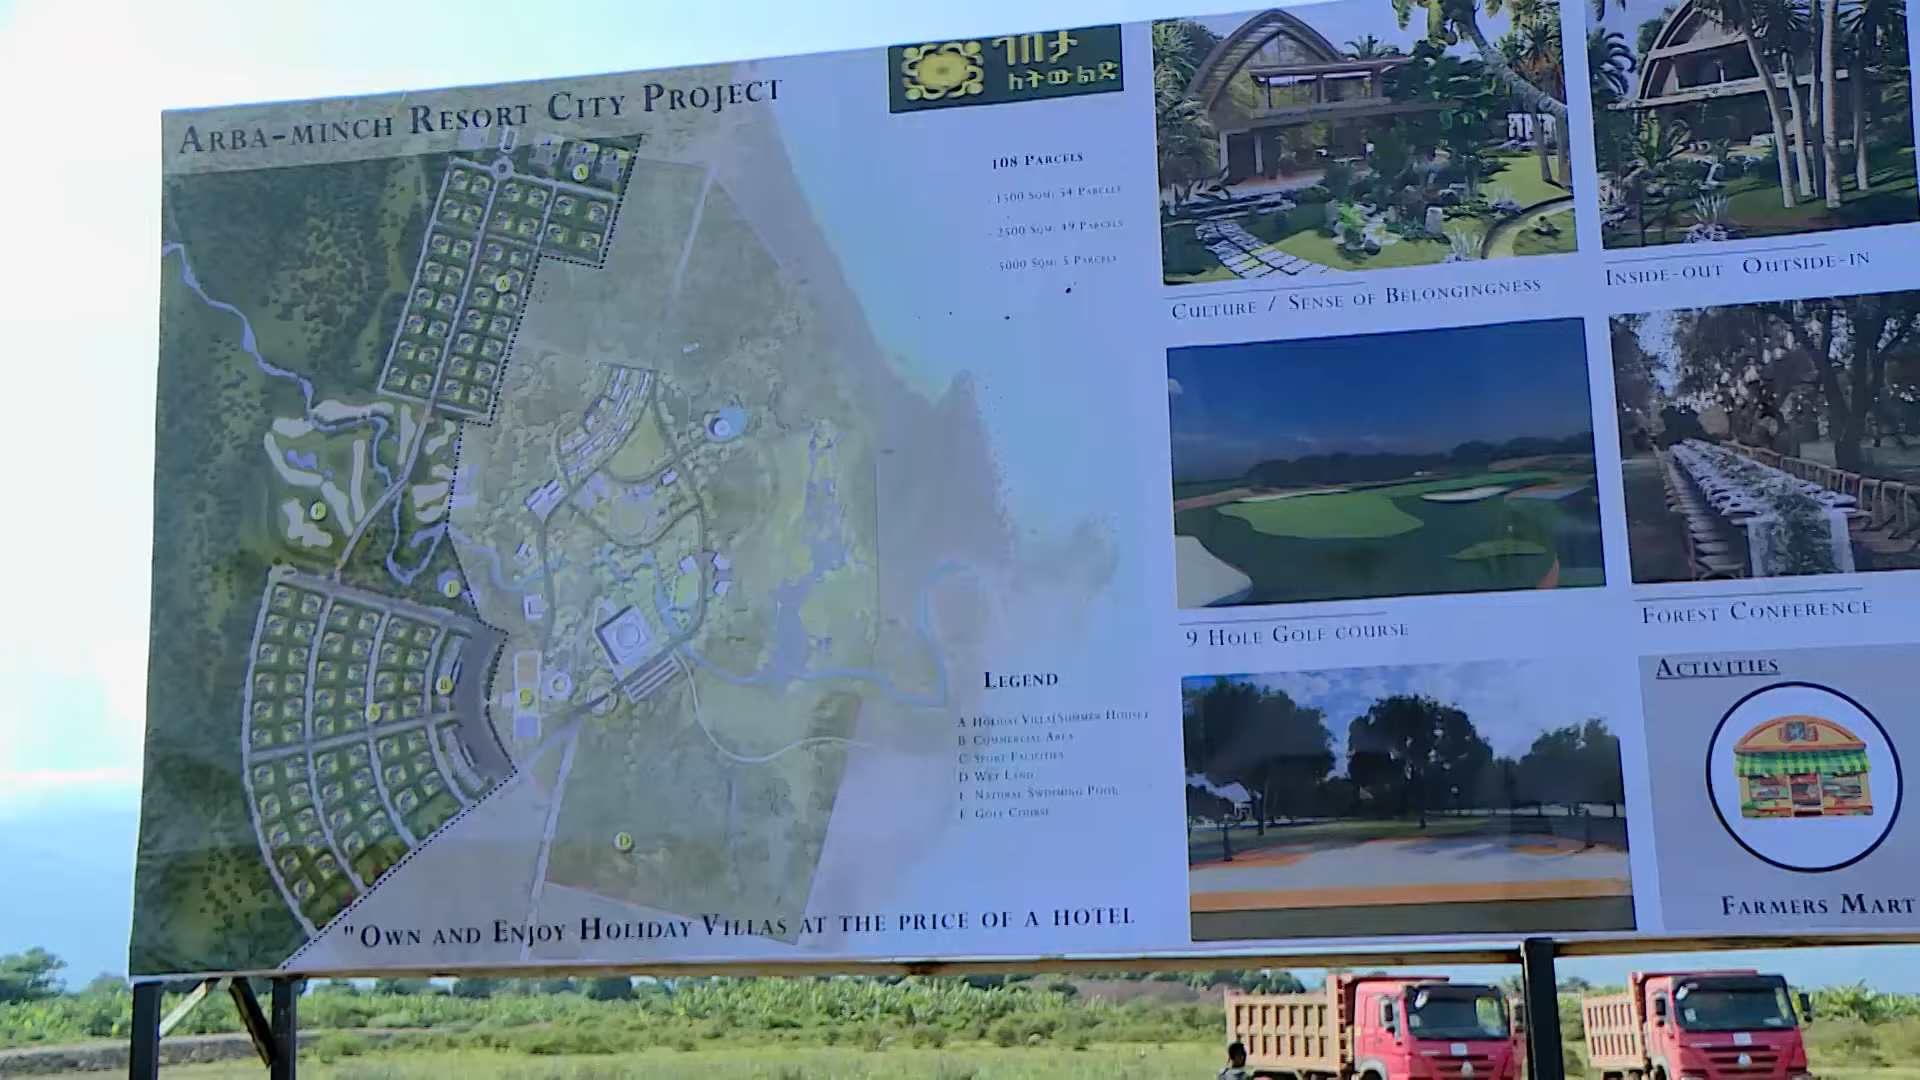 ARBA-MINCH RESORT CITY PROJECT
ገበታ
ለትውልድ
108 PARCELS
- 1500 SQM: 54 PARCELS
- 2500 SQM: 49 PARCELS
- 5000 SQM: 5 PARCELS
CULTURE / SENSE OF BELONGINGNESS
INSIDE-OUT OUTSIDE-IN
9 HOLE GOLF COURSE
FOREST CONFERENCE
LEGEND
A HOLIDAY VILLA(SUMMER HOUSE)
B COMMERCIAL AREA
C SPORT FACILITIES
D WET LAND
E NATURAL SWIMMING POOL
F GOLF COURSE
ACTIVITIES
FARMERS MART
"OWN AND ENJOY HOLIDAY VILLAS AT THE PRICE OF A HOTEL
A
A
F
E
B
A
C
D